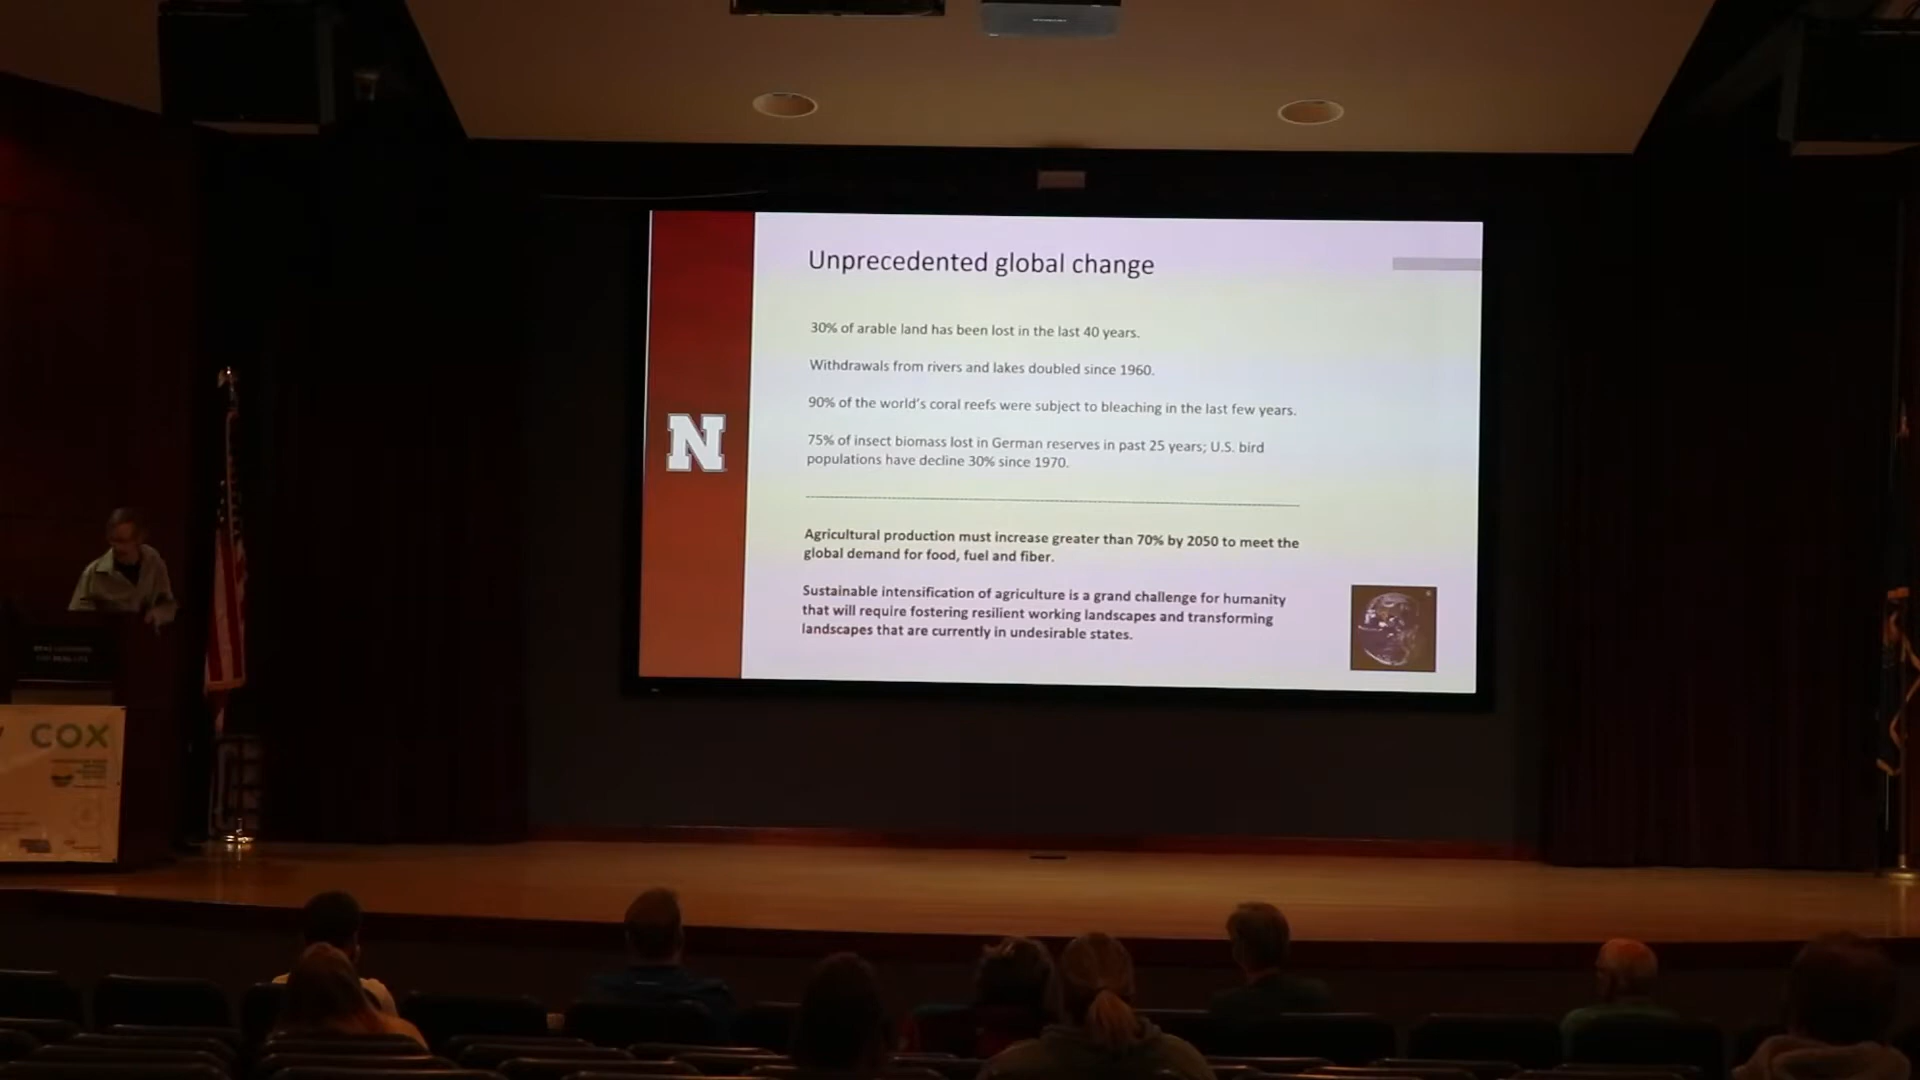 Unprecedented global change
30% of arable land has been lost in the last 40 years.
Withdrawals from rivers and lakes doubled since 1960.
90% of the world's coral reefs were subject to bleaching in the last few years.
75% of insect biomass lost in German reserves in past 25 years; U.S. bird
populations have decline 30% since 1970.
Agricultural production must increase greater than 70% by 2050 to meet the
global demand for food, fuel and fiber.
Sustainable intensification of agriculture is a grand challenge for humanity
that will require fostering resilient working landscapes and transforming
landscapes that are currently in undesirable states.
N
COX